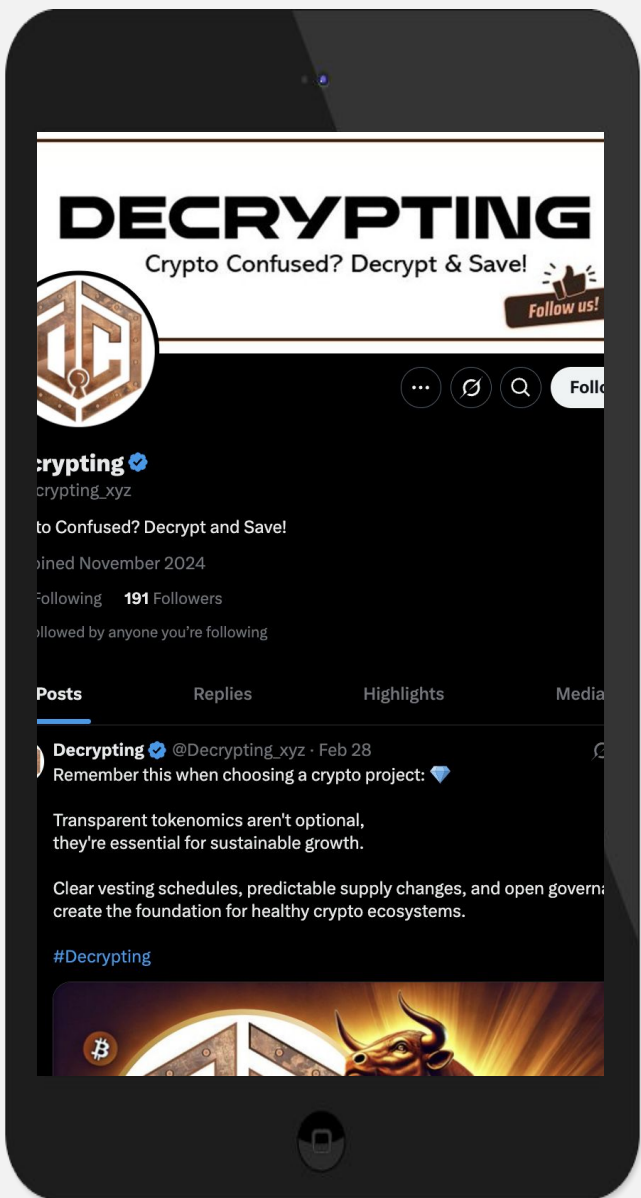 DECRYPTING
Crypto Confused? Decrypt & Save!
Follow us!
DC
Follo
crypting
crypting_xyz
to Confused? Decrypt and Save!
oined November 2024
Following 191 Followers
ollowed by anyone you’re following
Posts Replies Highlights Media
Decrypting @Decrypting_xyz · Feb 28
Remember this when choosing a crypto project: 💎
Transparent tokenomics aren't optional,
they're essential for sustainable growth.
Clear vesting schedules, predictable supply changes, and open governa
create the foundation for healthy crypto ecosystems.
#Decrypting